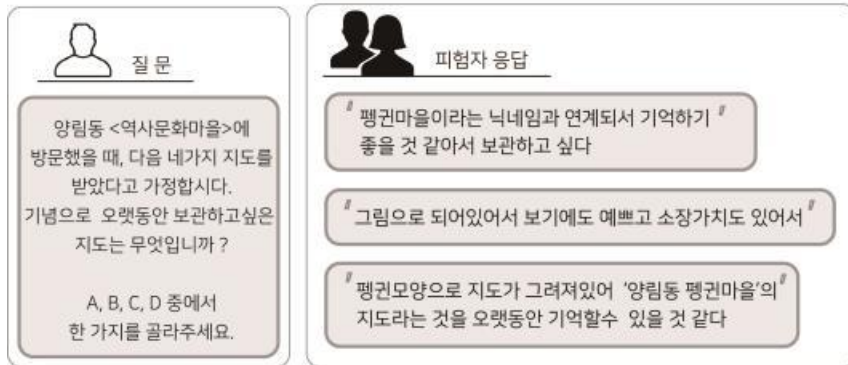 질 문
양림동 <역사문화마을>에
방문했을 때, 다음 네가지 지도를
받았다고 가정합시다.
기념으로 오랫동안 보관하고싶은
지도는 무엇입니까 ?
A, B, C, D 중에서
한 가지를 골라주세요.
피험자 응답
" 펭귄마을이라는 닉네임과 연계되서 기억하기 "
좋을 것 같아서 보관하고 싶다
" 그림으로 되어있어서 보기에도 예쁘고 소장가치도 있어서 "
" 펭귄모양으로 지도가 그려져있어 '양림동 펭귄마을'의 "
지도라는 것을 오랫동안 기억할수 있을 것 같다